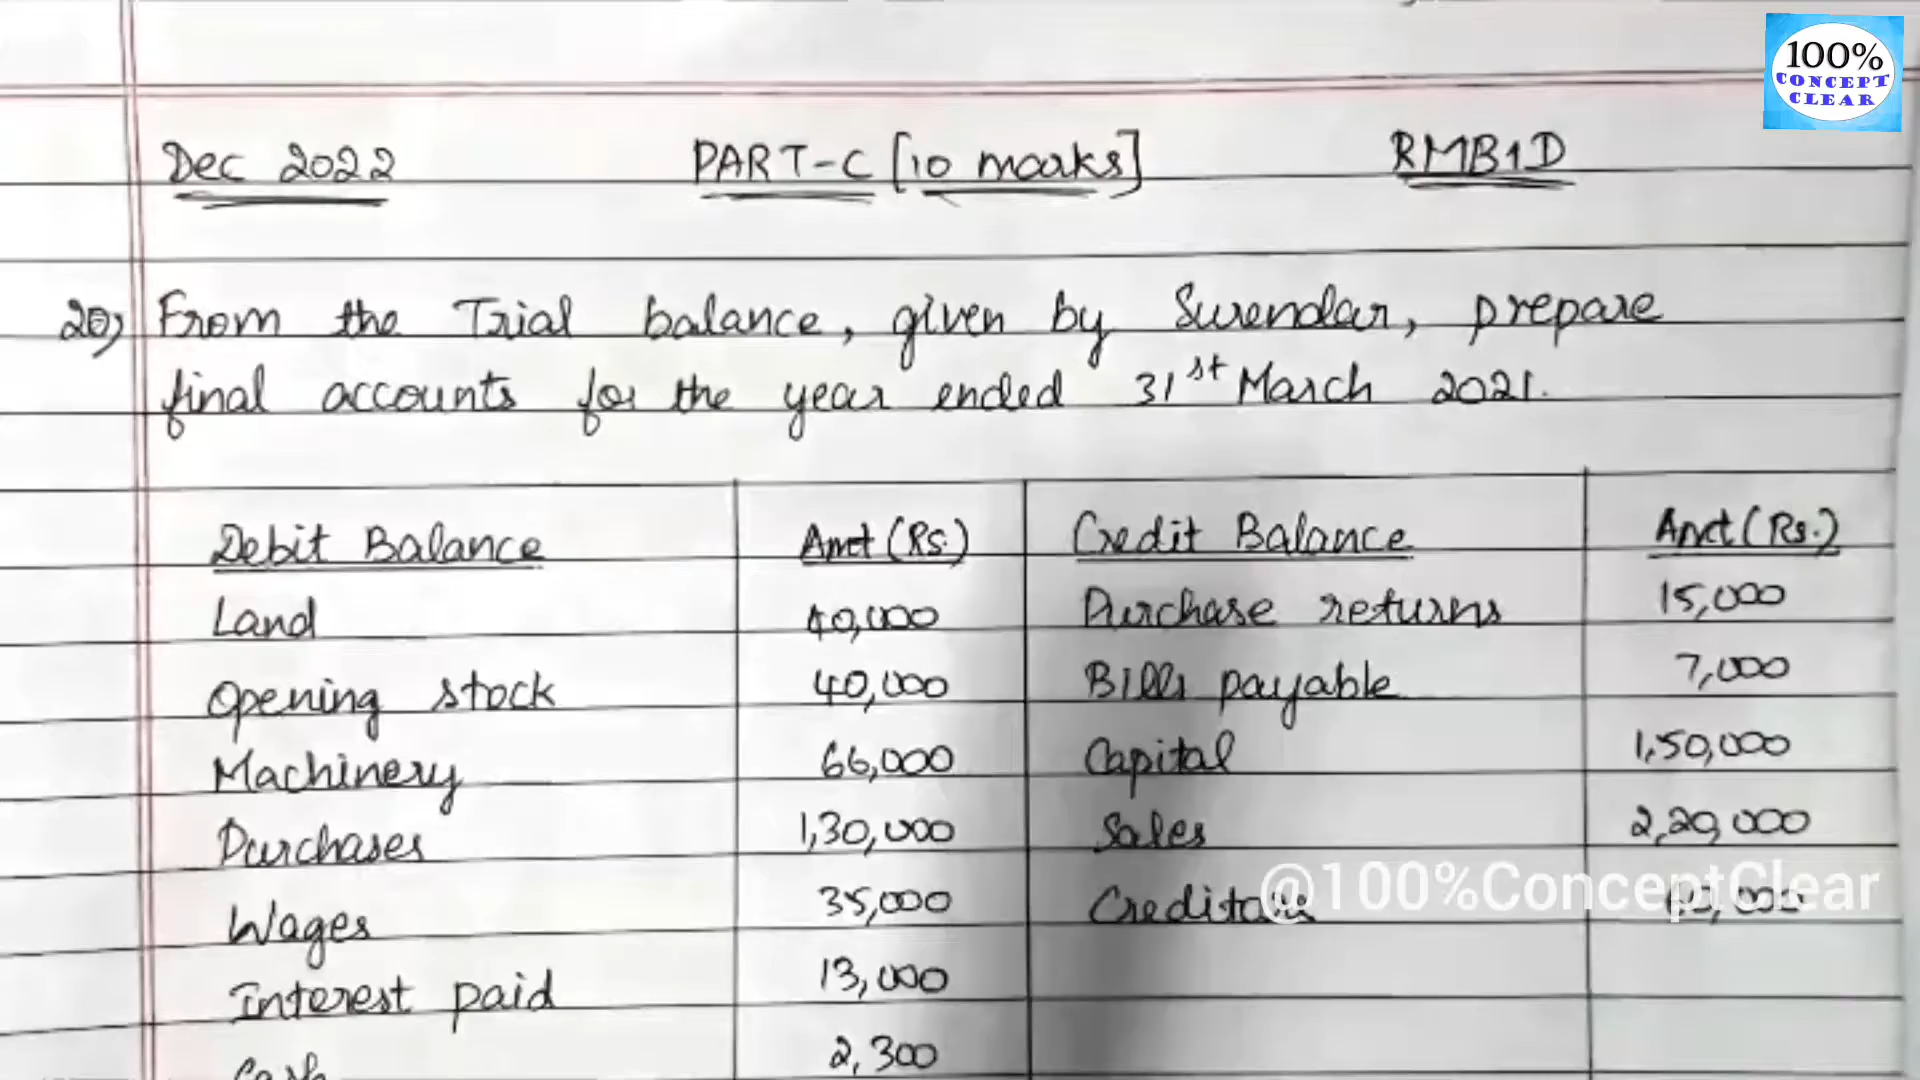 100%
CONCEPT
CLEAR
Dec 2022 PART-C [10 marks] RMB1D
20) From the Trial balance, given by Surendar, prepare
final accounts for the year ended 31st March 2021.
Debit Balance Amt (Rs.) Credit Balance Amt (Rs.)
Land 40,000 Purchase returns 15,000
Opening stock 40,000 Bills payable 7,000
Machinery 66,000 Capital 1,50,000
Purchases 1,30,000 Sales 2,20,000
@100%ConceptClear
Wages 35,000 Creditors
Interest paid 13,000
Cash 2,300